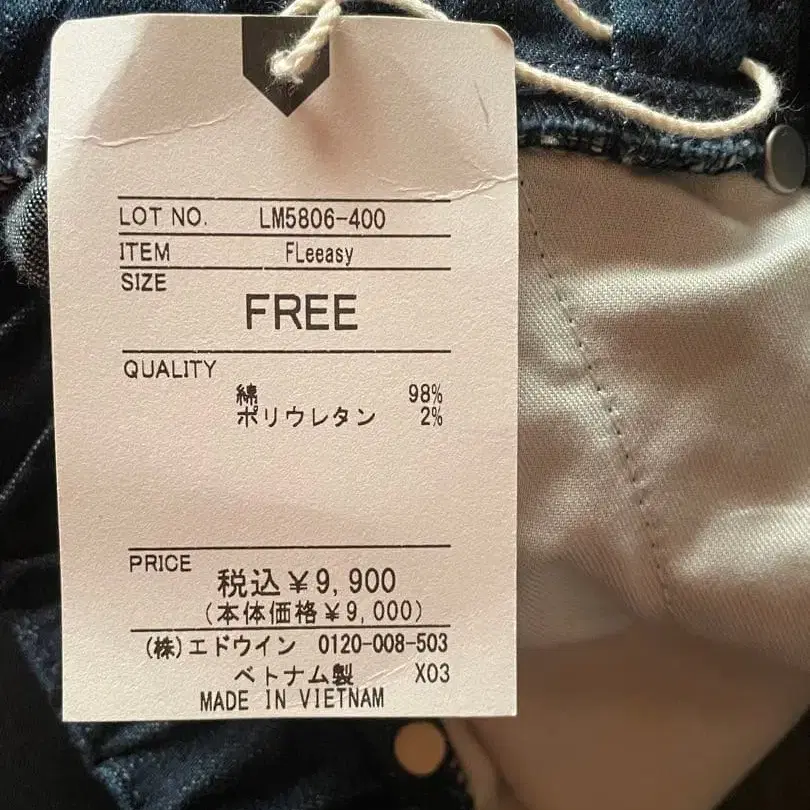 LOT NO. LM5806-400
ITEM FLeeasy
SIZE
FREE
QUALITY
綿 98%
ポリウレタン 2%
PRICE
税込¥9,900
(本体価格¥9,000)
(株)エドウイン 0120-008-503
ベトナム製 X03
MADE IN VIETNAM